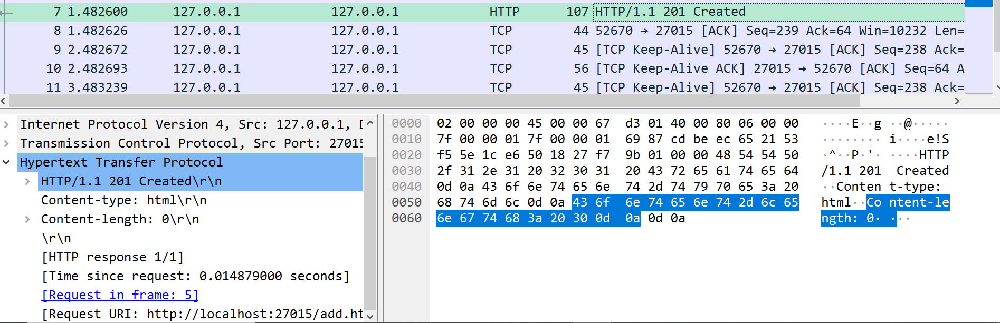 7 1.482600 127.0.0.1 127.0.0.1 HTTP 107 HTTP/1.1 201 Created
8 1.482626 127.0.0.1 127.0.0.1 TCP 44 52670 → 27015 [ACK] Seq=239 Ack=64 Win=10232 Len=
9 2.482672 127.0.0.1 127.0.0.1 TCP 45 [TCP Keep-Alive] 52670 → 27015 [ACK] Seq=238 Ack=
10 2.482693 127.0.0.1 127.0.0.1 TCP 56 [TCP Keep-Alive ACK] 27015 → 52670 [ACK] Seq=64 A
11 3.483239 127.0.0.1 127.0.0.1 TCP 45 [TCP Keep-Alive] 52670 → 27015 [ACK] Seq=238 Ack=
Internet Protocol Version 4, Src: 127.0.0.1, D
Transmission Control Protocol, Src Port: 27015
Hypertext Transfer Protocol
HTTP/1.1 201 Created\r\n
Content-type: html\r\n
Content-length: 0\r\n
\r\n
[HTTP response 1/1]
[Time since request: 0.014879000 seconds]
[Request in frame: 5]
[Request URI: http://localhost:27015/add.ht
0000 02 00 00 00 45 00 00 67 d3 01 40 00 80 06 00 00 ····E··g ··@·····
0010 7f 00 00 01 7f 00 00 01 69 87 cd be ec 65 21 53 ········ i····e!S
0020 f5 5e 1c e6 50 18 27 f7 9b 01 00 00 48 54 54 50 ·^··P·'· ····HTTP
0030 2f 31 2e 31 20 32 30 31 20 43 72 65 61 74 65 64 /1.1 201 Created
0040 0d 0a 43 6f 6e 74 65 6e 74 2d 74 79 70 65 3a 20 ··Conten t-type:
0050 68 74 6d 6c 0d 0a 43 6f 6e 74 65 6e 74 2d 6c 65 html··Co ntent-le
0060 6e 67 74 68 3a 20 30 0d 0a 0d 0a ngth: 0· ···